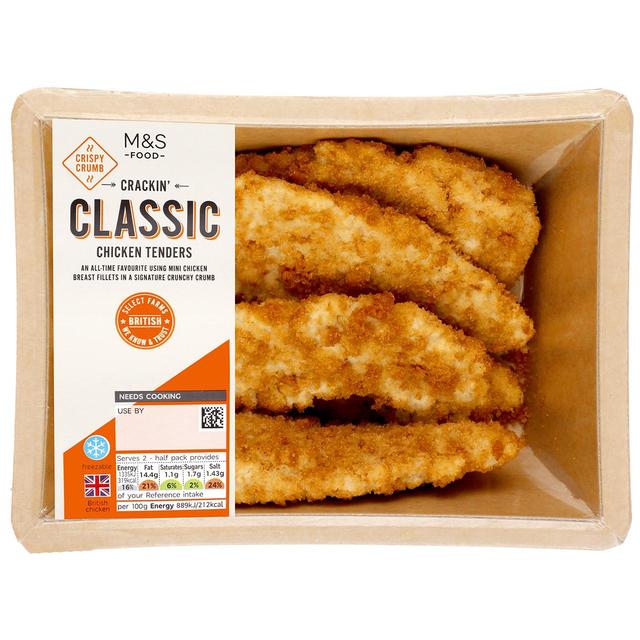 CRISPY
CRUMB
M&S
-FOOD-
CRACKIN'
CLASSIC
CHICKEN TENDERS
AN ALL-TIME FAVOURITE USING MINI CHICKEN
BREAST FILLETS IN A SIGNATURE CRUNCHY CRUMB
SELECT FARMS
BRITISH
WE KNOW & TRUST
NEEDS COOKING
USE BY
freezable
British
chicken
Serves 2 - half pack provides
Energy Fat Saturates Sugars Salt
1335KJ 14.4g 1.1g 1.7g 1.43g
319kcal
16% 21% 6% 2% 24%
of your Reference intake
per 100g Energy 889kJ/212kcal